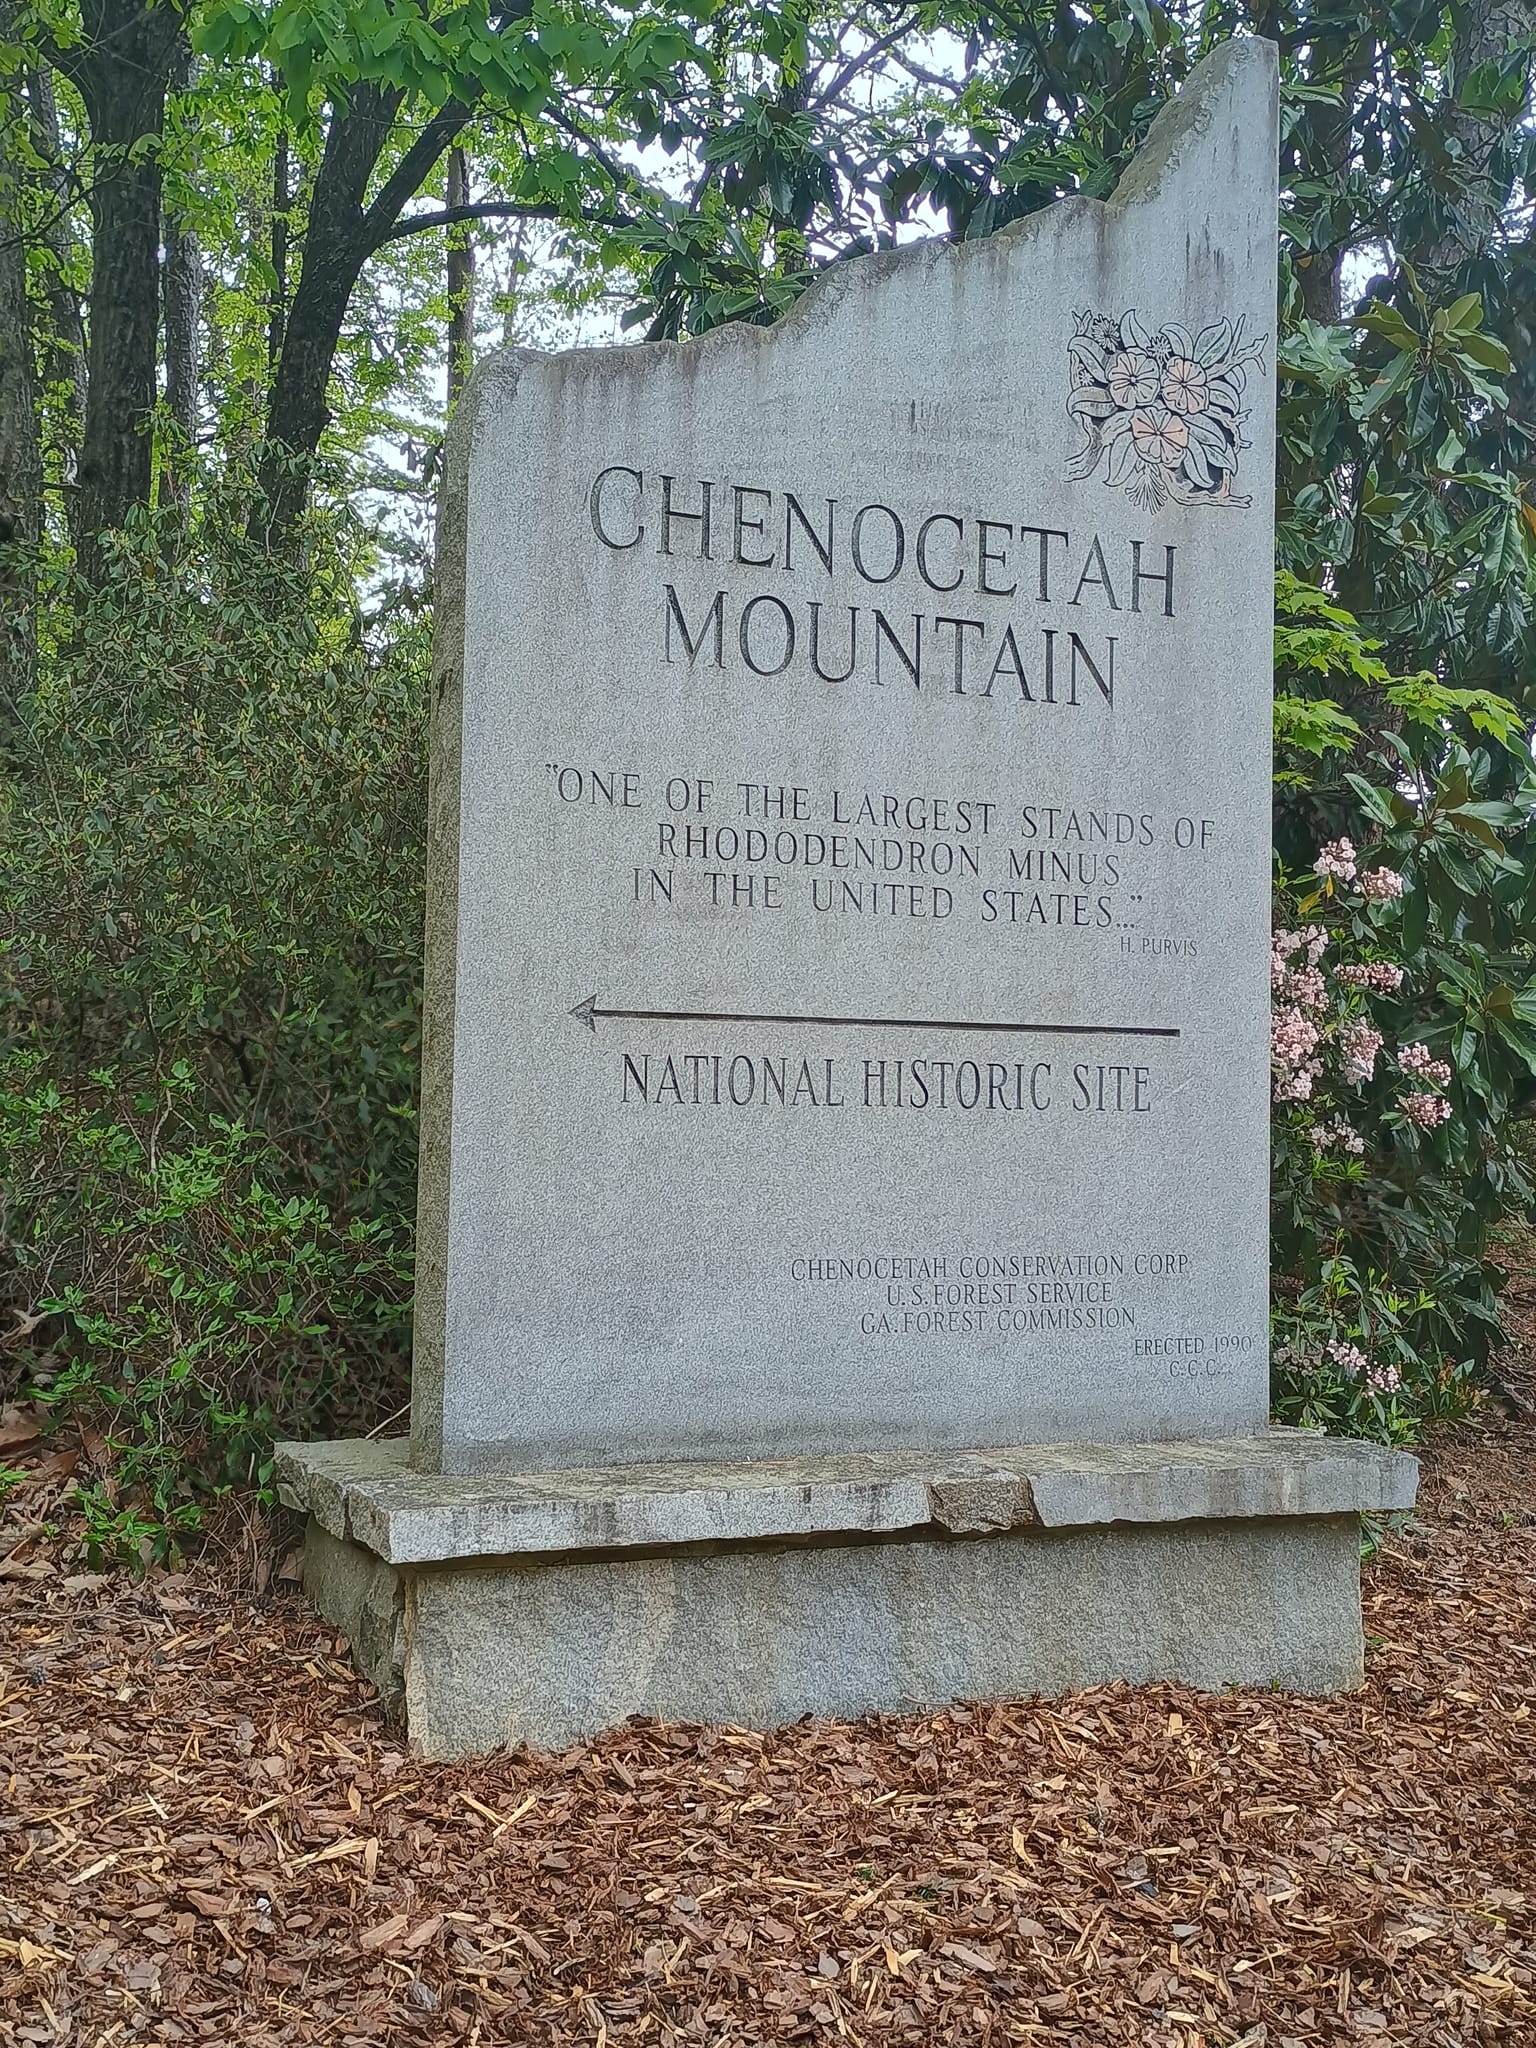 CHENOCETAH
MOUNTAIN
"ONE OF THE LARGEST STANDS OF
RHODODENDRON MINUS
IN THE UNITED STATES..."
H. PURVIS
NATIONAL HISTORIC SITE
CHENOCETAH CONSERVATION CORP
U.S. FOREST SERVICE
GA. FOREST COMMISSION
ERECTED 1990
C.C.C.